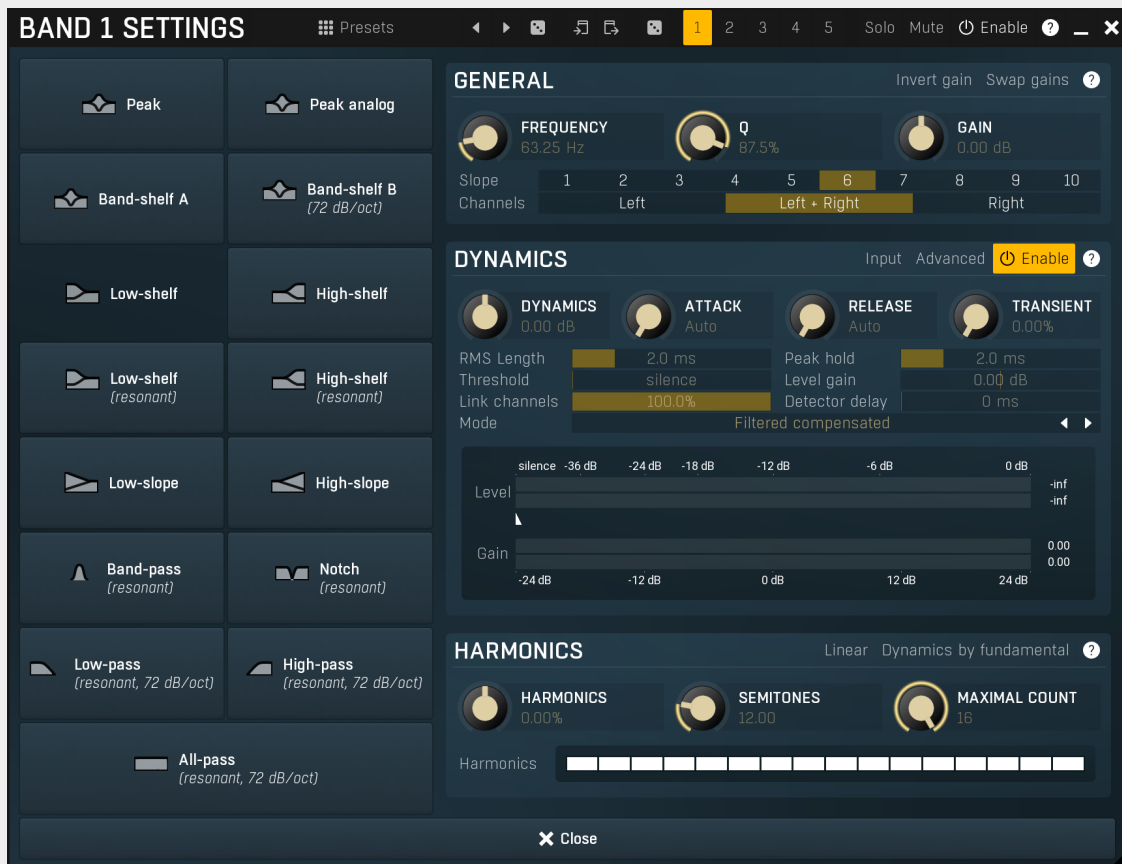 BAND 1 SETTINGS
Presets
1 2 3 4 5 Solo Mute Enable ?
Peak
Peak analog
Band-shelf A
Band-shelf B
(72 dB/oct)
Low-shelf
High-shelf
Low-shelf
(resonant)
High-shelf
(resonant)
Low-slope
High-slope
Band-pass
(resonant)
Notch
(resonant)
Low-pass
(resonant, 72 dB/oct)
High-pass
(resonant, 72 dB/oct)
All-pass
(resonant, 72 dB/oct)
GENERAL
Invert gain Swap gains ?
FREQUENCY
63.25 Hz
Q
87.5%
GAIN
0.00 dB
Slope 1 2 3 4 5 6 7 8 9 10
Channels Left Left + Right Right
DYNAMICS
Input Advanced Enable ?
DYNAMICS
0.00 dB
ATTACK
Auto
RELEASE
Auto
TRANSIENT
0.00%
RMS Length 2.0 ms
Peak hold 2.0 ms
Threshold silence
Level gain 0.00 dB
Link channels 100.0%
Detector delay 0 ms
Mode Filtered compensated
silence -36 dB -24 dB -18 dB -12 dB -6 dB 0 dB
Level
-inf
-inf
Gain
0.00
0.00
-24 dB -12 dB 0 dB 12 dB 24 dB
HARMONICS
Linear Dynamics by fundamental ?
HARMONICS
0.00%
SEMITONES
12.00
MAXIMAL COUNT
16
Harmonics
Close